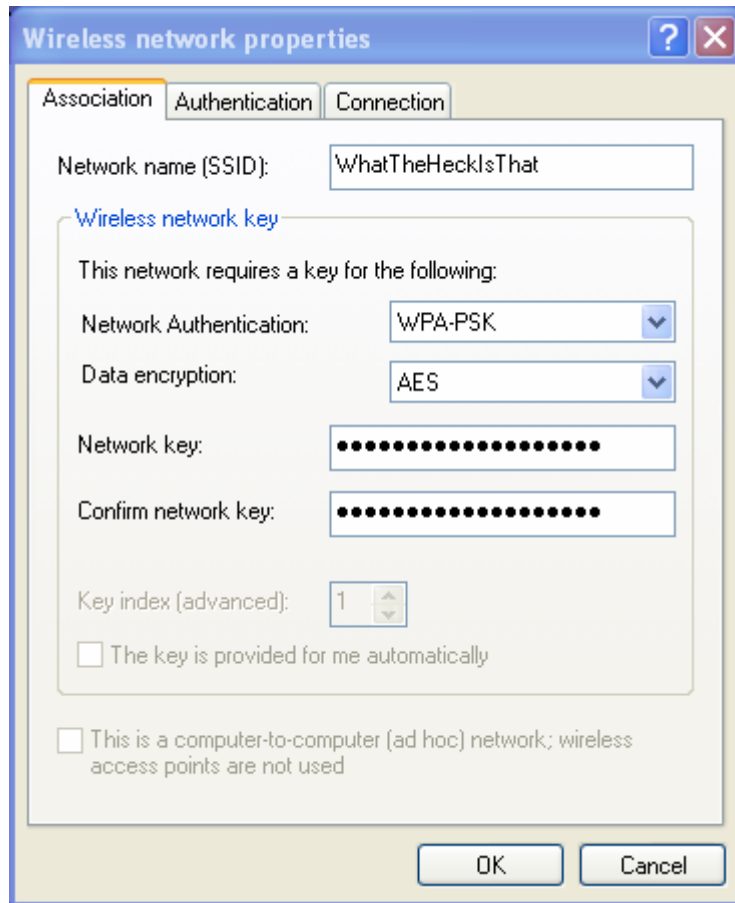 Wireless network properties
Association Authentication Connection
Network name (SSID): WhatTheHeckIsThat
Wireless network key
This network requires a key for the following:
Network Authentication: WPA-PSK
Data encryption: AES
Network key: ●●●●●●●●●●●●●●●●●●●
Confirm network key: ●●●●●●●●●●●●●●●●●●●
Key index (advanced): 1
The key is provided for me automatically
This is a computer-to-computer (ad hoc) network; wireless
access points are not used
OK Cancel